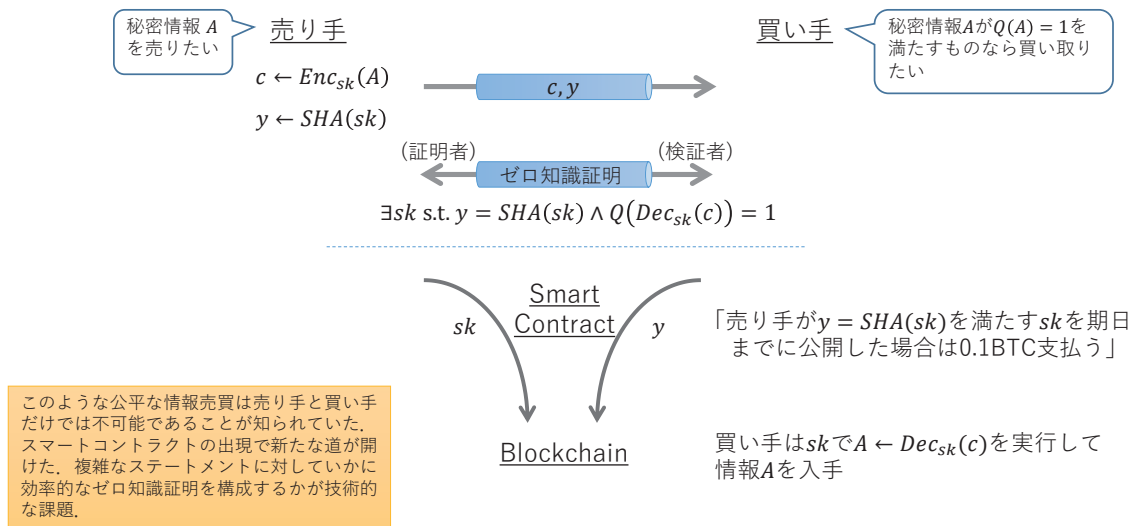 秘密情報 A
を売りたい
売り手
買い手
秘密情報AがQ(A) = 1を
満たすものなら買い取り
たい
c ← Enc_sk(A)
y ← SHA(sk)
c, y
(証明者)
(検証者)
ゼロ知識証明
∃sk s.t. y = SHA(sk) ∧ Q(Dec_sk(c)) = 1
Smart
Contract
sk
y
「売り手がy = SHA(sk)を満たすskを期日
までに公開した場合は0.1BTC支払う」
Blockchain
買い手はskでA ← Dec_sk(c)を実行して
情報Aを入手
このような公平な情報売買は売り手と買い手
だけでは不可能であることが知られていた．
スマートコントラクトの出現で新たな道が開
けた．複雑なステートメントに対していかに
効率的なゼロ知識証明を構成するかが技術的
な課題．